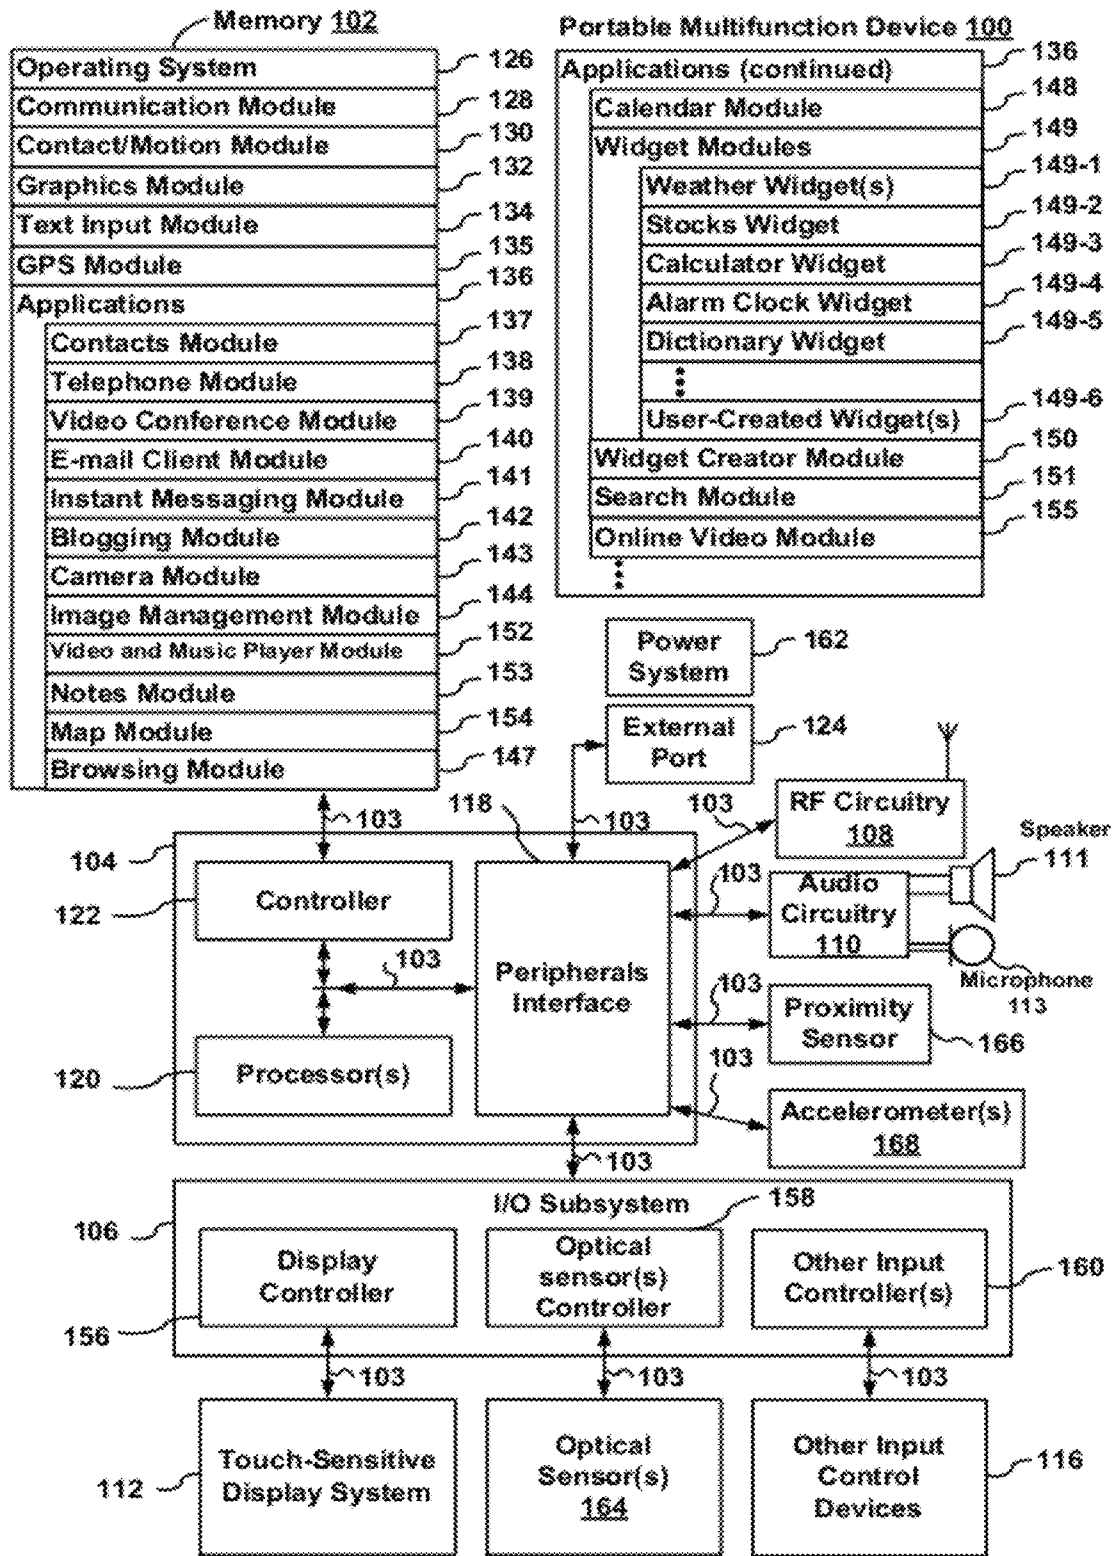 Memory 102
Operating System 126
Communication Module 128
Contact/Motion Module 130
Graphics Module 132
Text Input Module 134
GPS Module 135
Applications 136
Contacts Module 137
Telephone Module 138
Video Conference Module 139
E-mail Client Module 140
Instant Messaging Module 141
Blogging Module 142
Camera Module 143
Image Management Module 144
Video and Music Player Module 152
Notes Module 153
Map Module 154
Browsing Module 147
Portable Multifunction Device 100
Applications (continued) 136
Calendar Module 148
Widget Modules 149
Weather Widget(s) 149-1
Stocks Widget 149-2
Calculator Widget 149-3
Alarm Clock Widget 149-4
Dictionary Widget 149-5
User-Created Widget(s) 149-6
Widget Creator Module 150
Search Module 151
Online Video Module 155
Power
System
162
External
Port
124
103
118
103
103
RF Circuitry
108
Speaker
111
104
122
Controller
103
Audio
Circuitry
110
103
Peripherals
Interface
Microphone
113
103
Proximity
Sensor
166
120
Processor(s)
103
Accelerometer(s)
168
103
I/O Subsystem
158
106
Display
Controller
156
Optical
sensor(s)
Controller
Other Input
Controller(s)
160
103
103
103
112
Touch-Sensitive
Display System
Optical
Sensor(s)
164
Other Input
Control
Devices
116